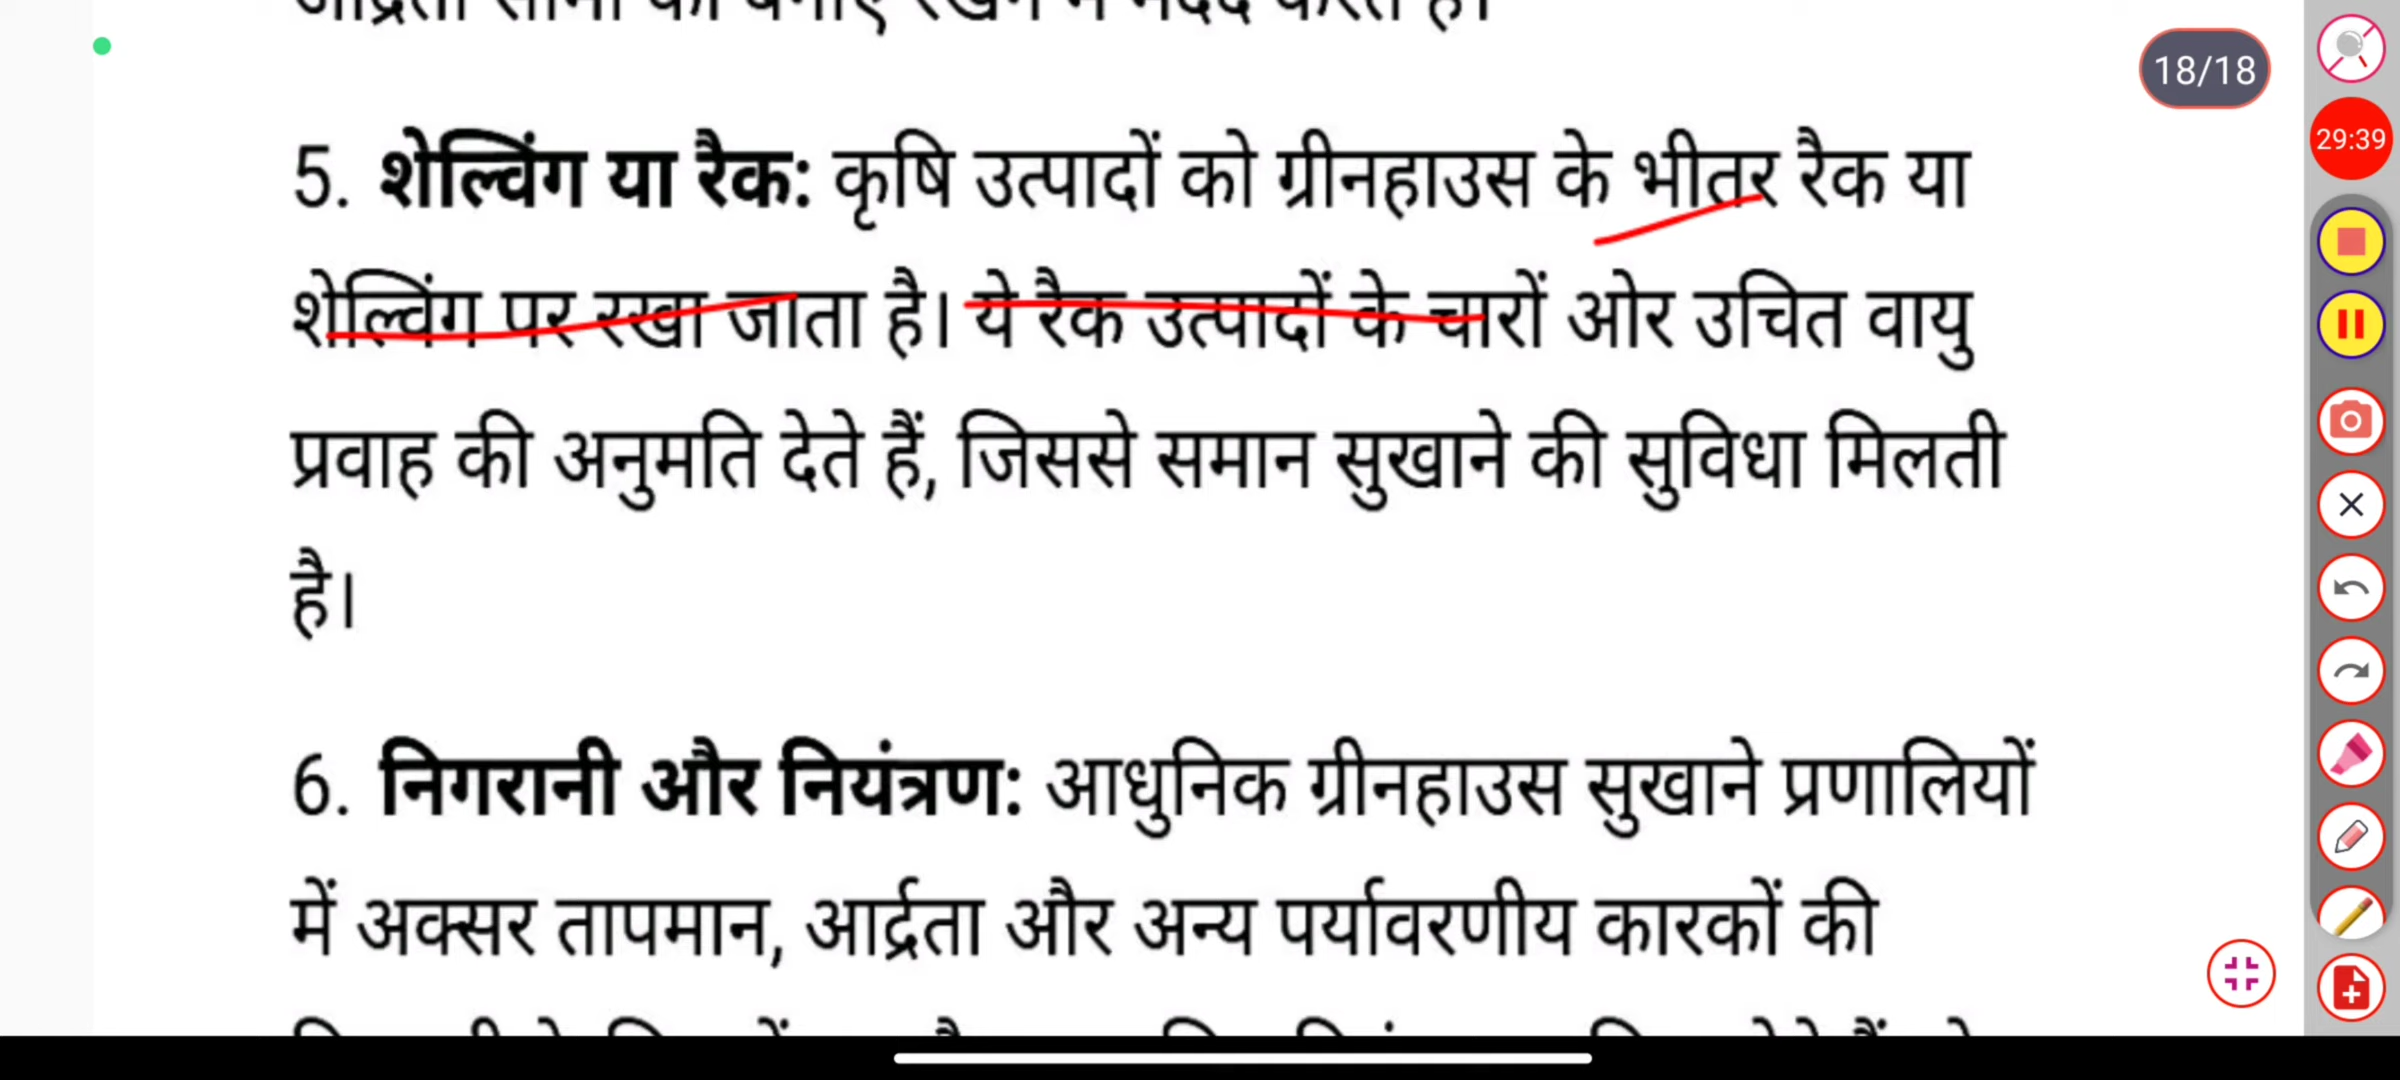 18/18
29:39
5. शेल्विंग या रैक: कृषि उत्पादों को ग्रीनहाउस के भीतर रैक या
शेल्विंग पर रखा जाता है। ये रैक उत्पादों के चारों ओर उचित वायु
प्रवाह की अनुमति देते हैं, जिससे समान सुखाने की सुविधा मिलती
है।
6. निगरानी और नियंत्रण: आधुनिक ग्रीनहाउस सुखाने प्रणालियों
में अक्सर तापमान, आर्द्रता और अन्य पर्यावरणीय कारकों की